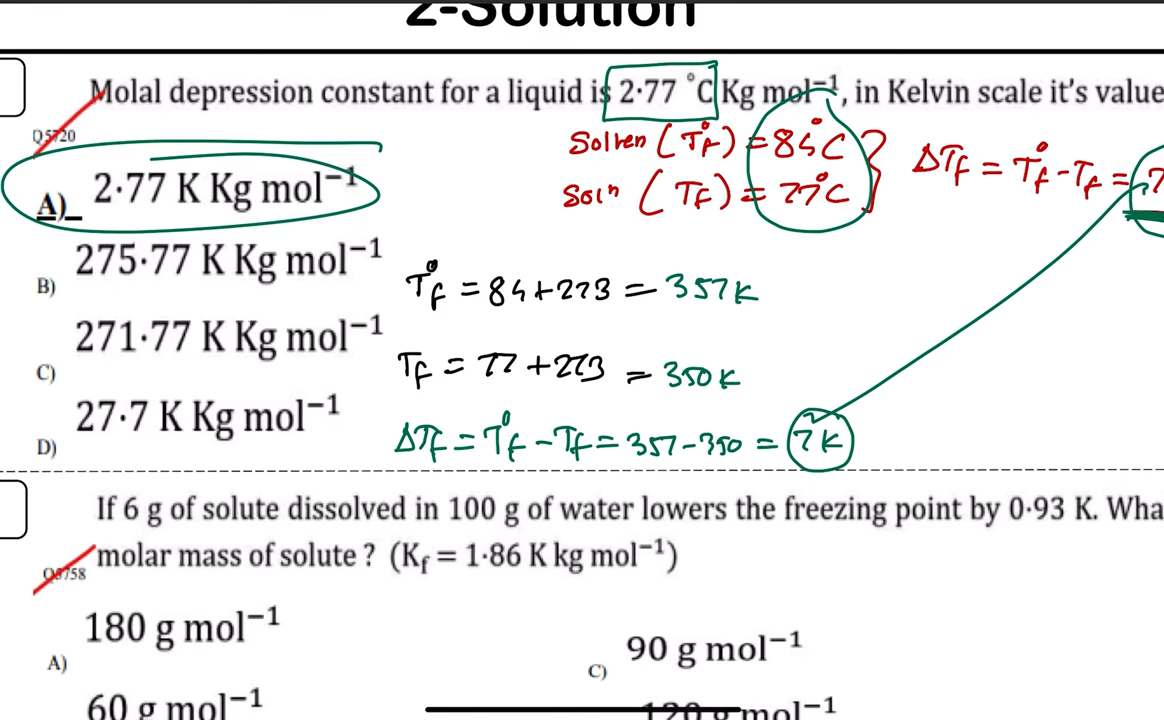 2-Solution
Molal depression constant for a liquid is 2·77 °C Kg mol⁻¹, in Kelvin scale it's value
Q5720
Solven (T°f) = 84°C
Soln (Tf) = 77°C
ΔTf = T°f - Tf = 7
A) 2·77 K Kg mol⁻¹
B) 275·77 K Kg mol⁻¹
T°f = 84+273 = 357K
C) 271·77 K Kg mol⁻¹
Tf = 77+273 = 350K
D) 27·7 K Kg mol⁻¹
ΔTf = T°f - Tf = 357-350 = 7K
If 6 g of solute dissolved in 100 g of water lowers the freezing point by 0·93 K. Wha
molar mass of solute ? (Kf = 1·86 K kg mol⁻¹)
A) 180 g mol⁻¹
C) 90 g mol⁻¹
60 g mol⁻¹
120 g mol⁻¹